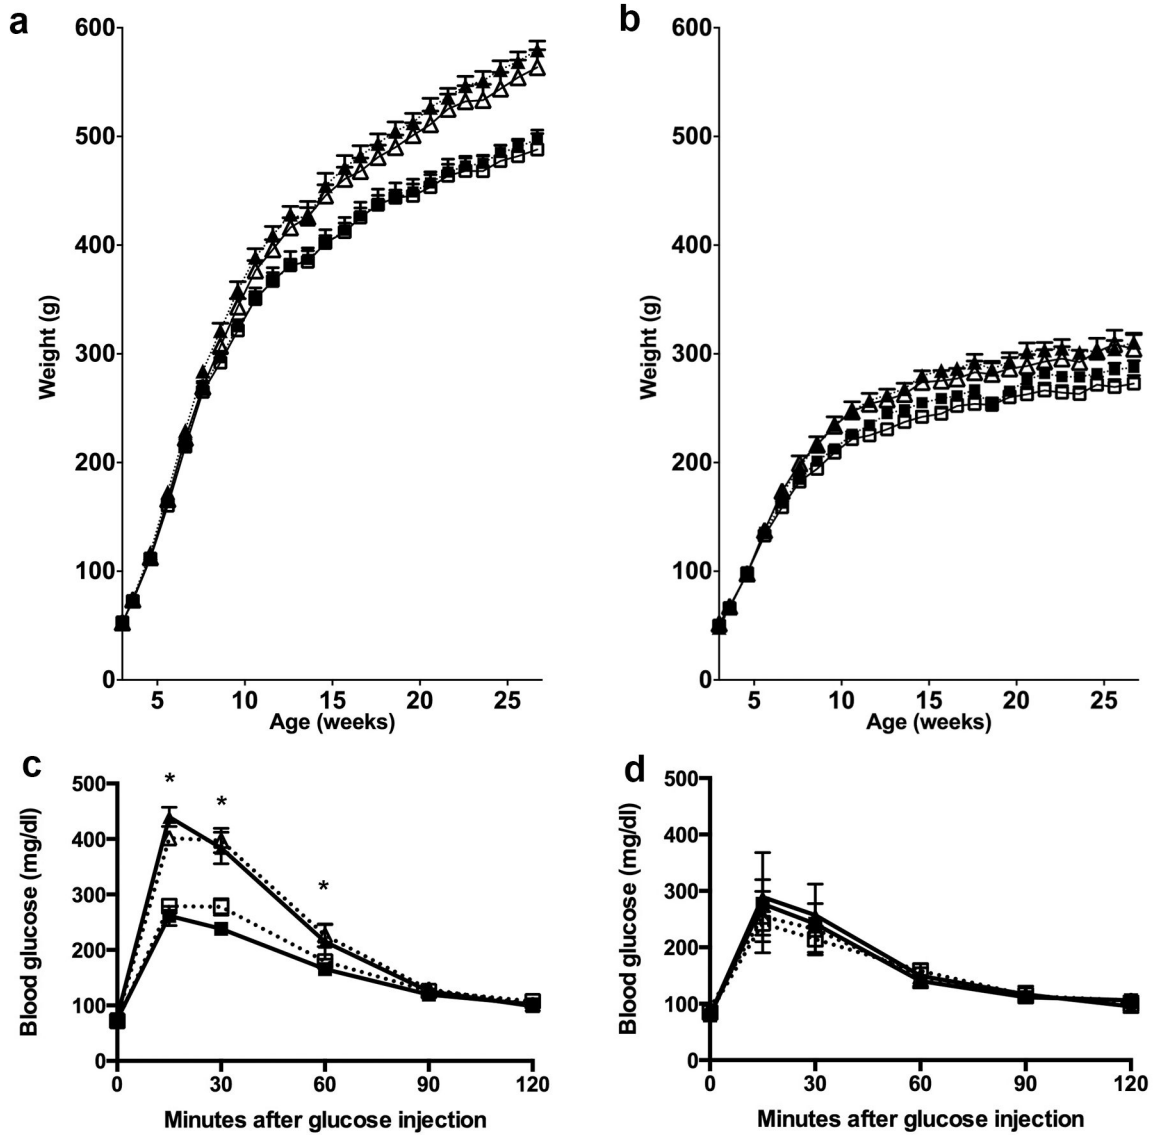 a
600
500
400
300
200
100
0
Weight (g)
5 10 15 20 25
Age (weeks)
b
600
500
400
300
200
100
0
Weight (g)
5 10 15 20 25
Age (weeks)
c
500
400
300
200
100
0
Blood glucose (mg/dl)
* * *
0 30 60 90 120
Minutes after glucose injection
d
500
400
300
200
100
0
Blood glucose (mg/dl)
0 30 60 90 120
Minutes after glucose injection